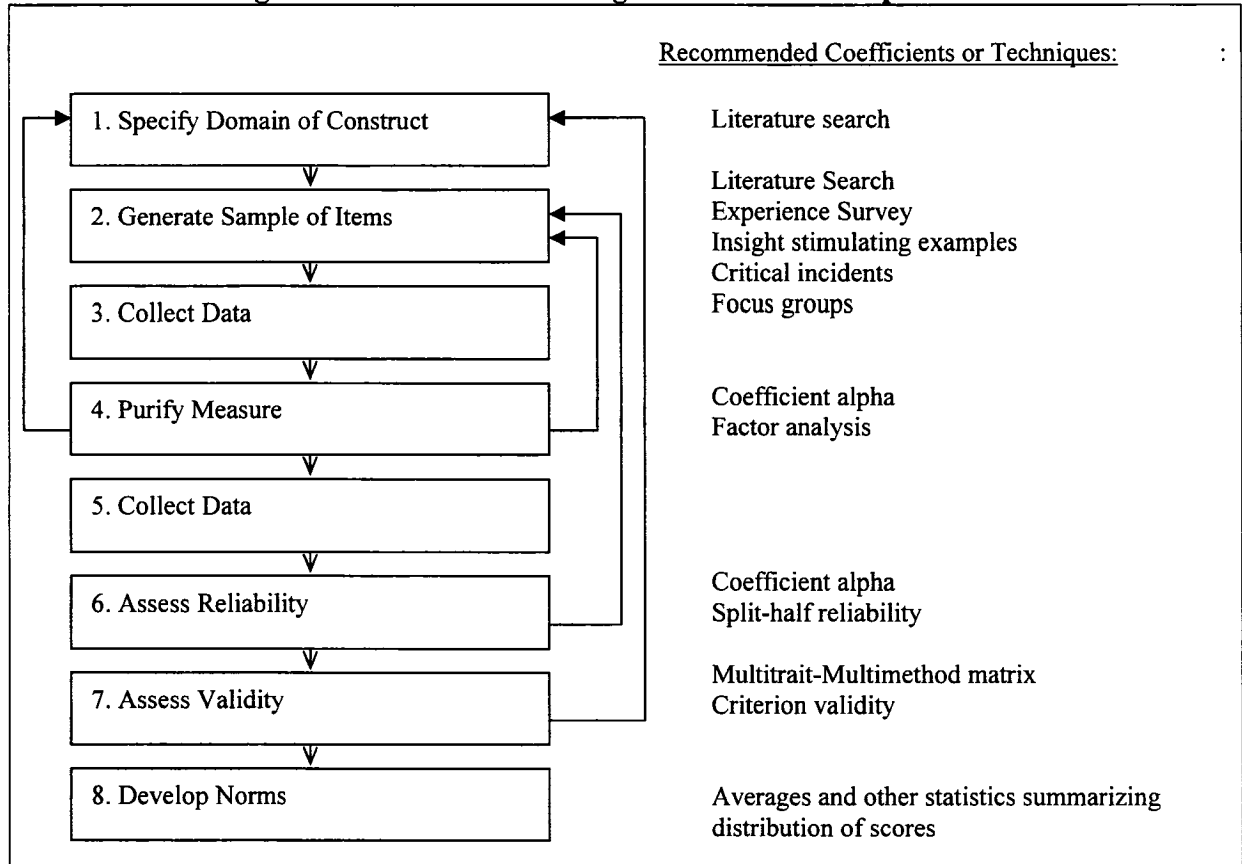 Recommended Coefficients or Techniques: :
1. Specify Domain of Construct
Literature search
2. Generate Sample of Items
Literature Search
Experience Survey
Insight stimulating examples
Critical incidents
Focus groups
3. Collect Data
4. Purify Measure
Coefficient alpha
Factor analysis
5. Collect Data
6. Assess Reliability
Coefficient alpha
Split-half reliability
7. Assess Validity
Multitrait-Multimethod matrix
Criterion validity
8. Develop Norms
Averages and other statistics summarizing
distribution of scores